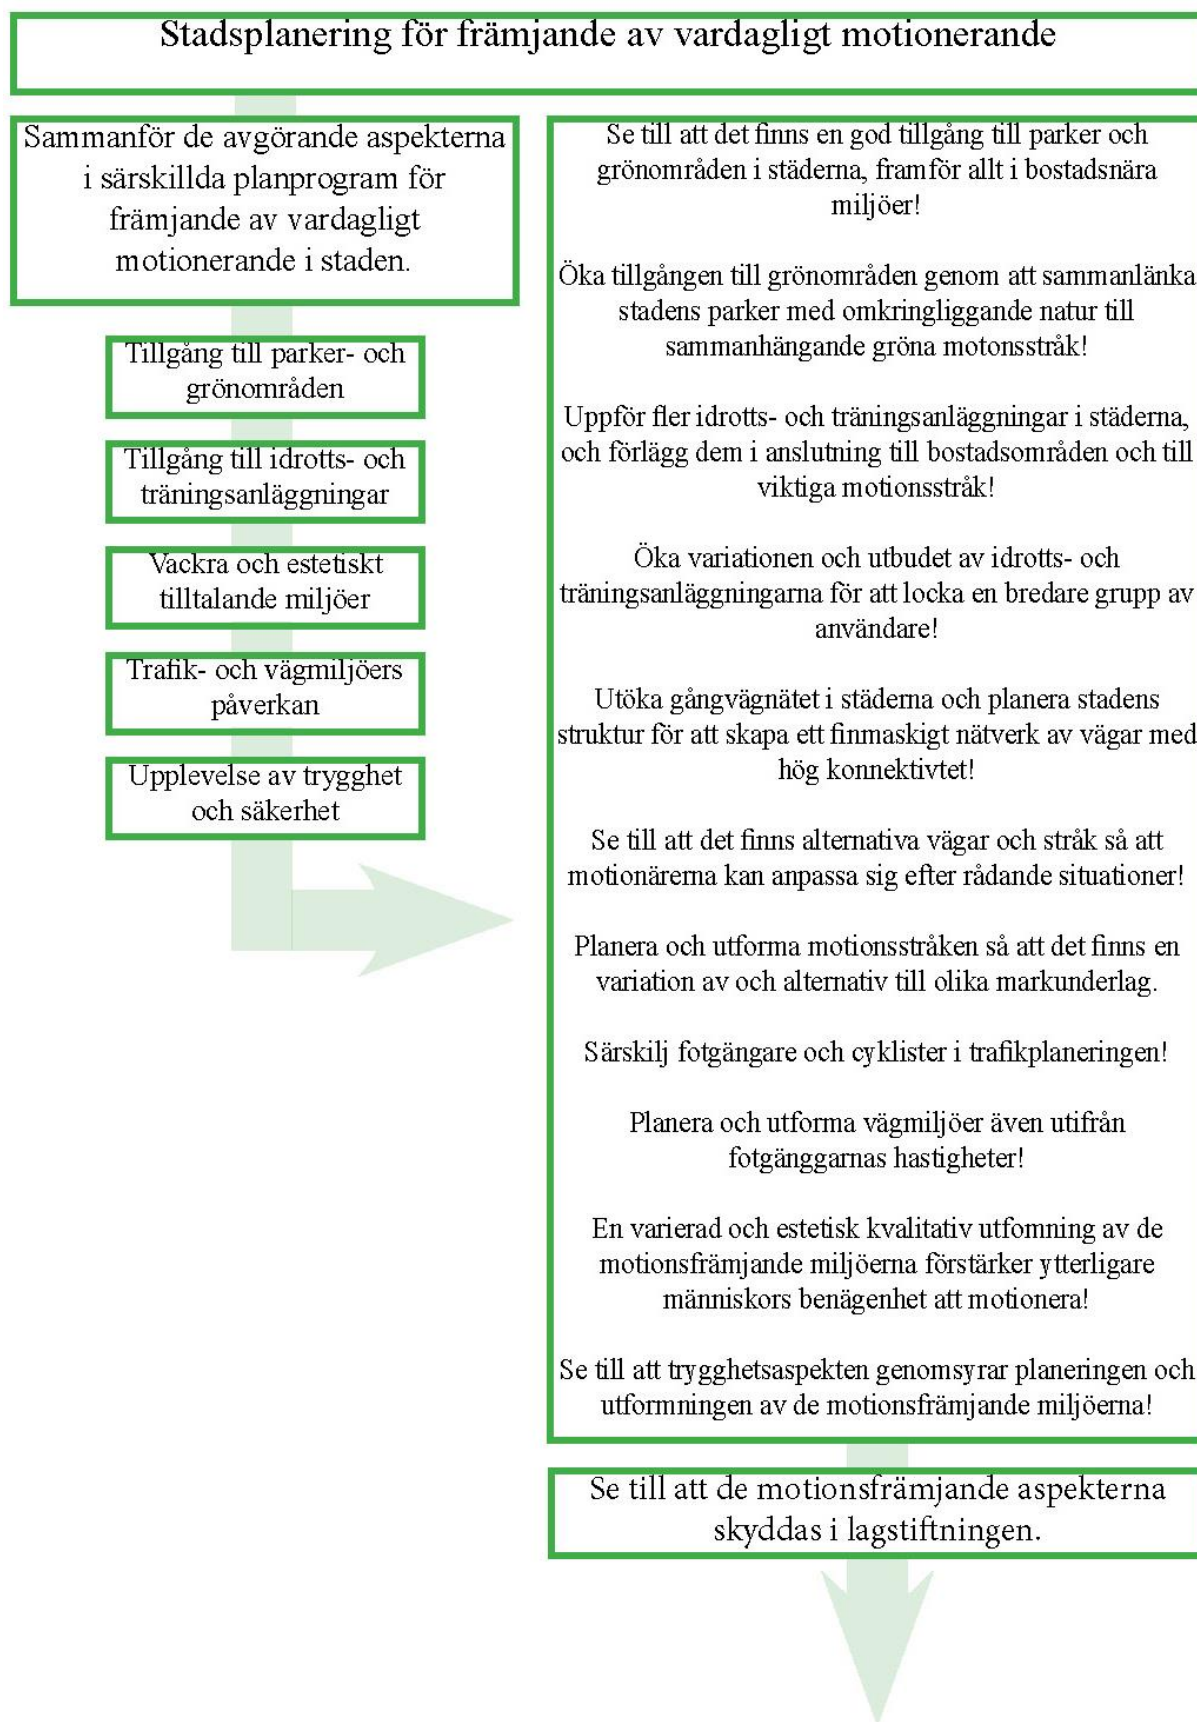 Stadsplanering för främjande av vardagligt motionerande
Sammanför de avgörande aspekterna
i särskillda planprogram för
främjande av vardagligt
motionerande i staden.
Tillgång till parker- och
grönområden
Tillgång till idrotts- och
träningsanläggningar
Vackra och estetiskt
tilltalande miljöer
Trafik- och vägmiljöers
påverkan
Upplevelse av trygghet
och säkerhet
Se till att det finns en god tillgång till parker och
grönområden i städerna, framför allt i bostadsnära
miljöer!
Öka tillgången till grönområden genom att sammanlänka
stadens parker med omkringliggande natur till
sammanhängande gröna motonsstråk!
Uppför fler idrotts- och träningsanläggningar i städerna,
och förlägg dem i anslutning till bostadsområden och till
viktiga motionsstråk!
Öka variationen och utbudet av idrotts- och
träningsanläggningarna för att locka en bredare grupp av
användare!
Utöka gångvägnätet i städerna och planera stadens
struktur för att skapa ett finmaskigt nätverk av vägar med
hög konnektivtet!
Se till att det finns alternativa vägar och stråk så att
motionärerna kan anpassa sig efter rådande situationer!
Planera och utforma motionsstråken så att det finns en
variation av och alternativ till olika markunderlag.
Särskilj fotgängare och cyklister i trafikplaneringen!
Planera och utforma vägmiljöer även utifrån
fotgänggarnas hastigheter!
En varierad och estetisk kvalitativ utfomning av de
motionsfrämjande miljöerna förstärker ytterligare
människors benägenhet att motionera!
Se till att trygghetsaspekten genomsyrar planeringen och
utformningen av de motionsfrämjande miljöerna!
Se till att de motionsfrämjande aspekterna
skyddas i lagstiftningen.